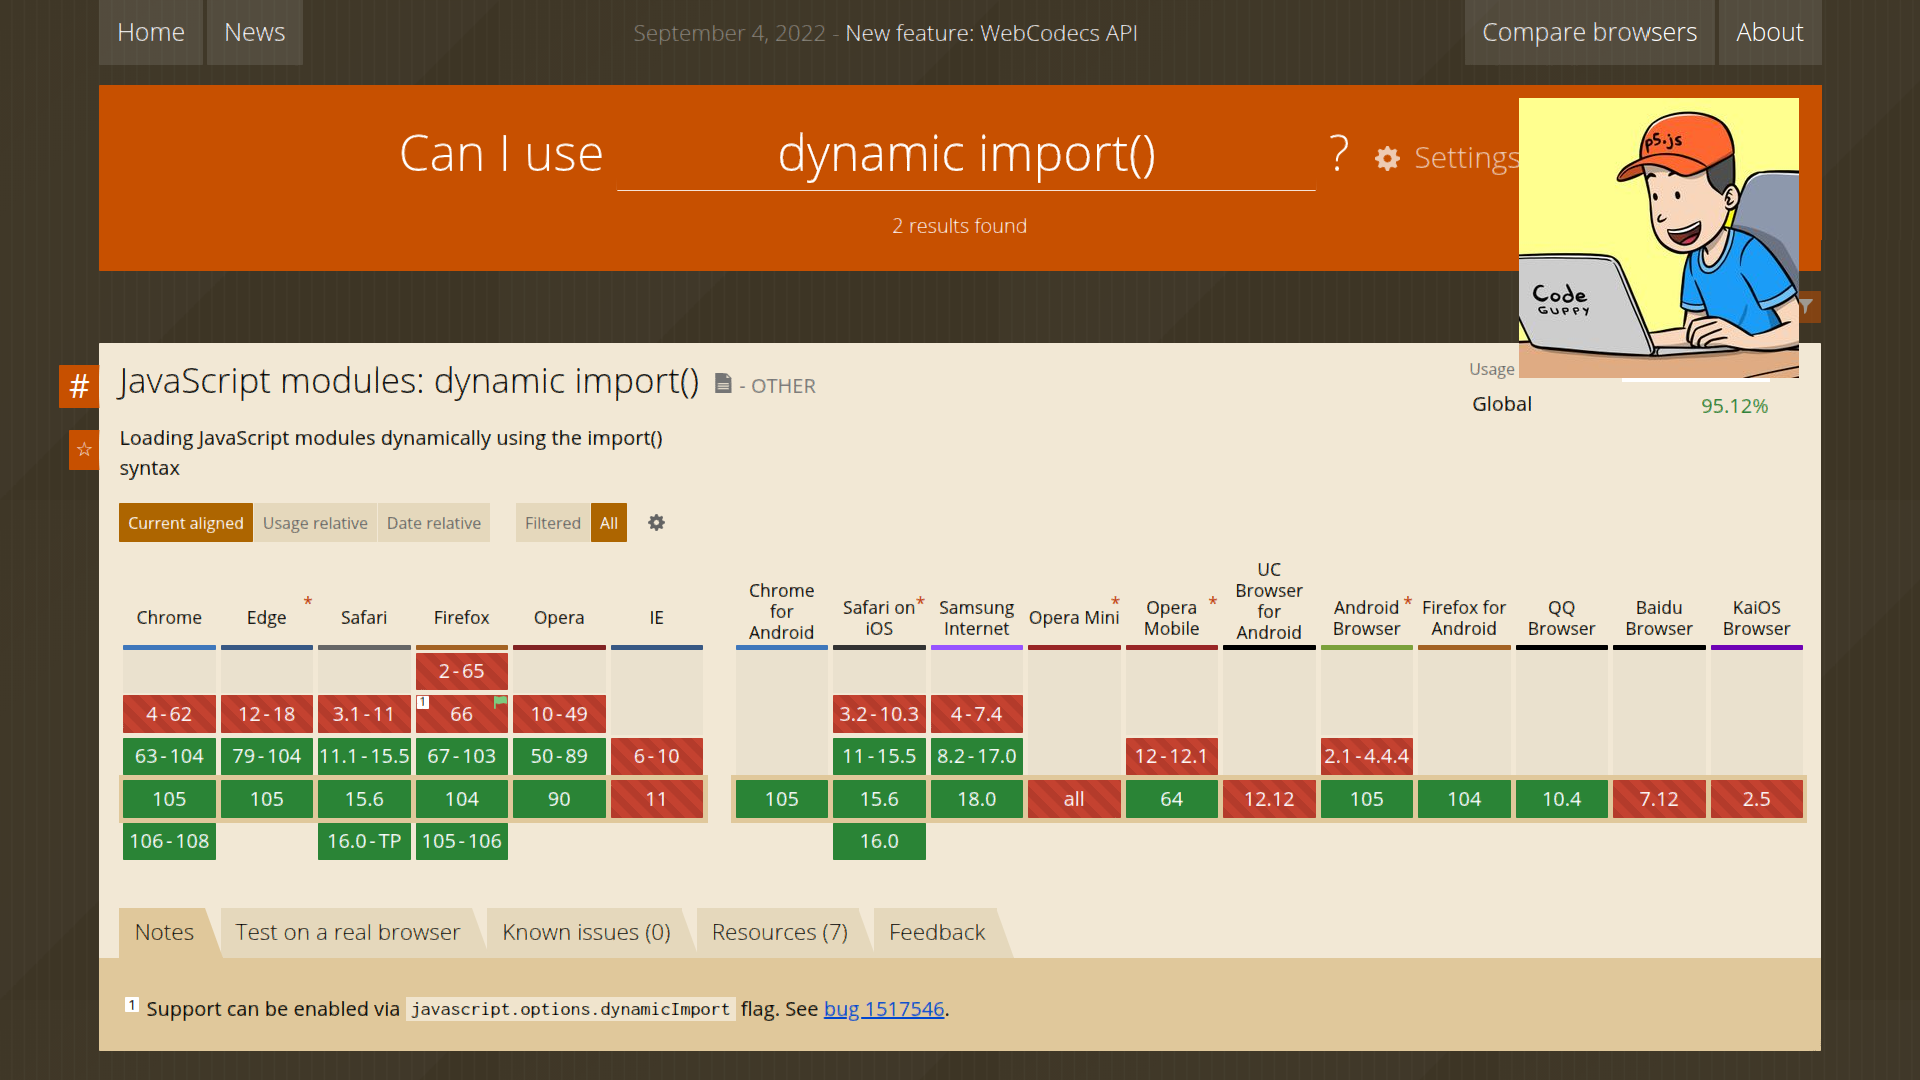 Home
News
September 4, 2022 - New feature: WebCodecs API
Compare browsers
About
Can I use dynamic import() ?
Settings
2 results found
p5.js
Code
GUPPY
#
JavaScript modules: dynamic import() - OTHER
Usage
Global 95.12%
Loading JavaScript modules dynamically using the import()
syntax
Current aligned Usage relative Date relative Filtered All
Chrome Edge * Safari Firefox Opera IE
Chrome for Android
Safari on iOS *
Samsung Internet
Opera Mini *
Opera Mobile *
UC Browser for Android
Android Browser *
Firefox for Android
QQ Browser
Baidu Browser
KaiOS Browser
2-65
4-62 12-18 3.1-11 1 66 10-49 3.2-10.3 4-7.4
63-104 79-104 11.1-15.5 67-103 50-89 6-10 11-15.5 8.2-17.0 12-12.1 2.1-4.4.4
105 105 15.6 104 90 11 105 15.6 18.0 all 64 12.12 105 104 10.4 7.12 2.5
106-108 16.0-TP 105-106 16.0
Notes Test on a real browser Known issues (0) Resources (7) Feedback
1 Support can be enabled via javascript.options.dynamicImport flag. See bug 1517546.